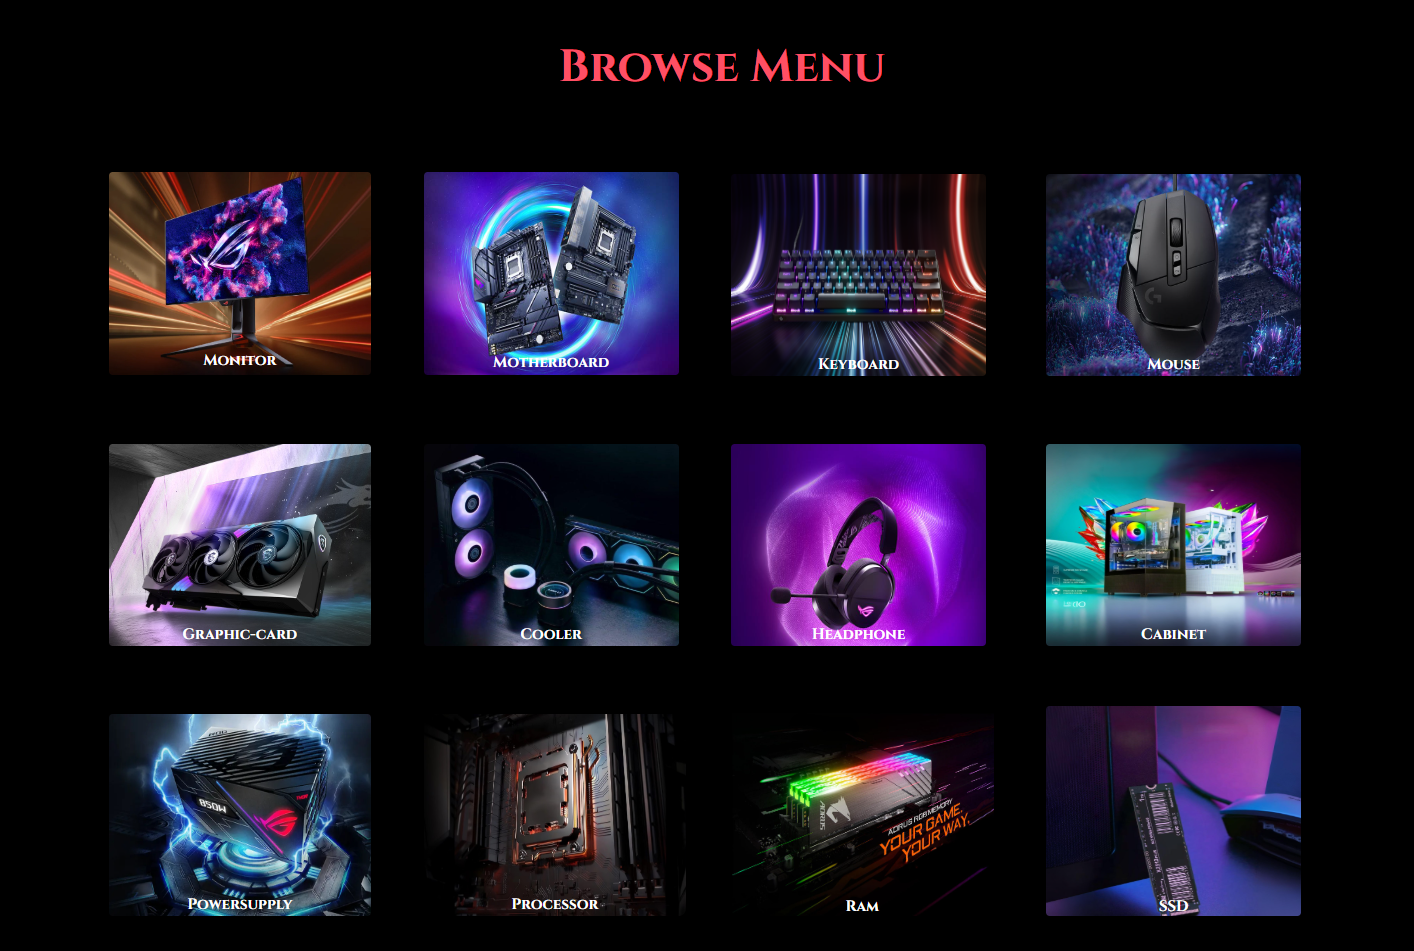 Browse Menu
Monitor
Motherboard
Keyboard
Mouse
Graphic-card
Cooler
Headphone
Cabinet
850W
Powersupply
Processor
AORUS
AORUS RGB MEMORY
YOUR GAME.
YOUR WAY.
Ram
SSD